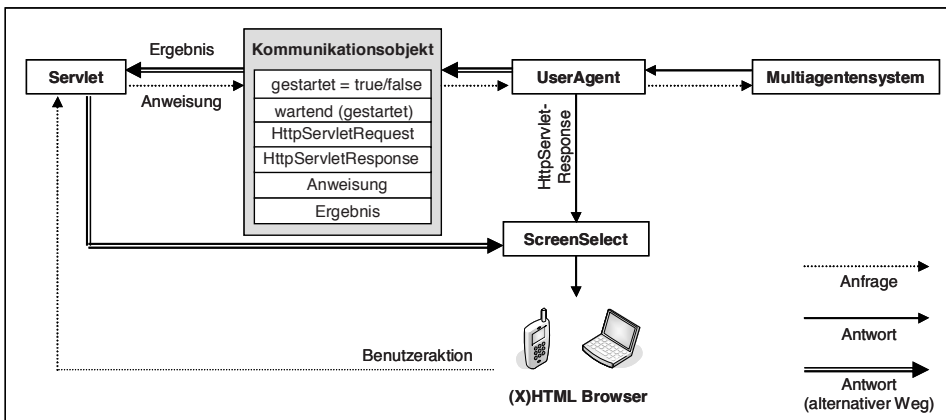 Ergebnis
Kommunikationsobjekt
Servlet
UserAgent
Multiagentensystem
Anweisung
gestartet = true/false
wartend (gestartet)
HttpServletRequest
HttpServletResponse
Anweisung
Ergebnis
HttpServlet-
Response
ScreenSelect
Anfrage
Antwort
Benutzeraktion
(X)HTML Browser
Antwort
(alternativer Weg)